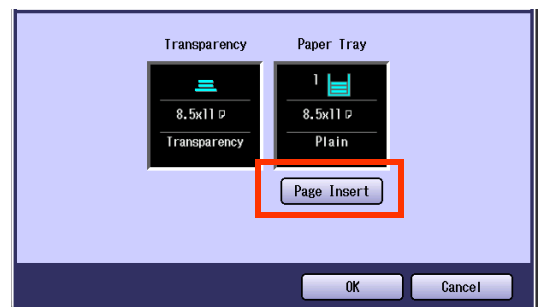 Transparency Paper Tray
1
8.5x11 8.5x11
Transparency Plain
Page Insert
OK Cancel